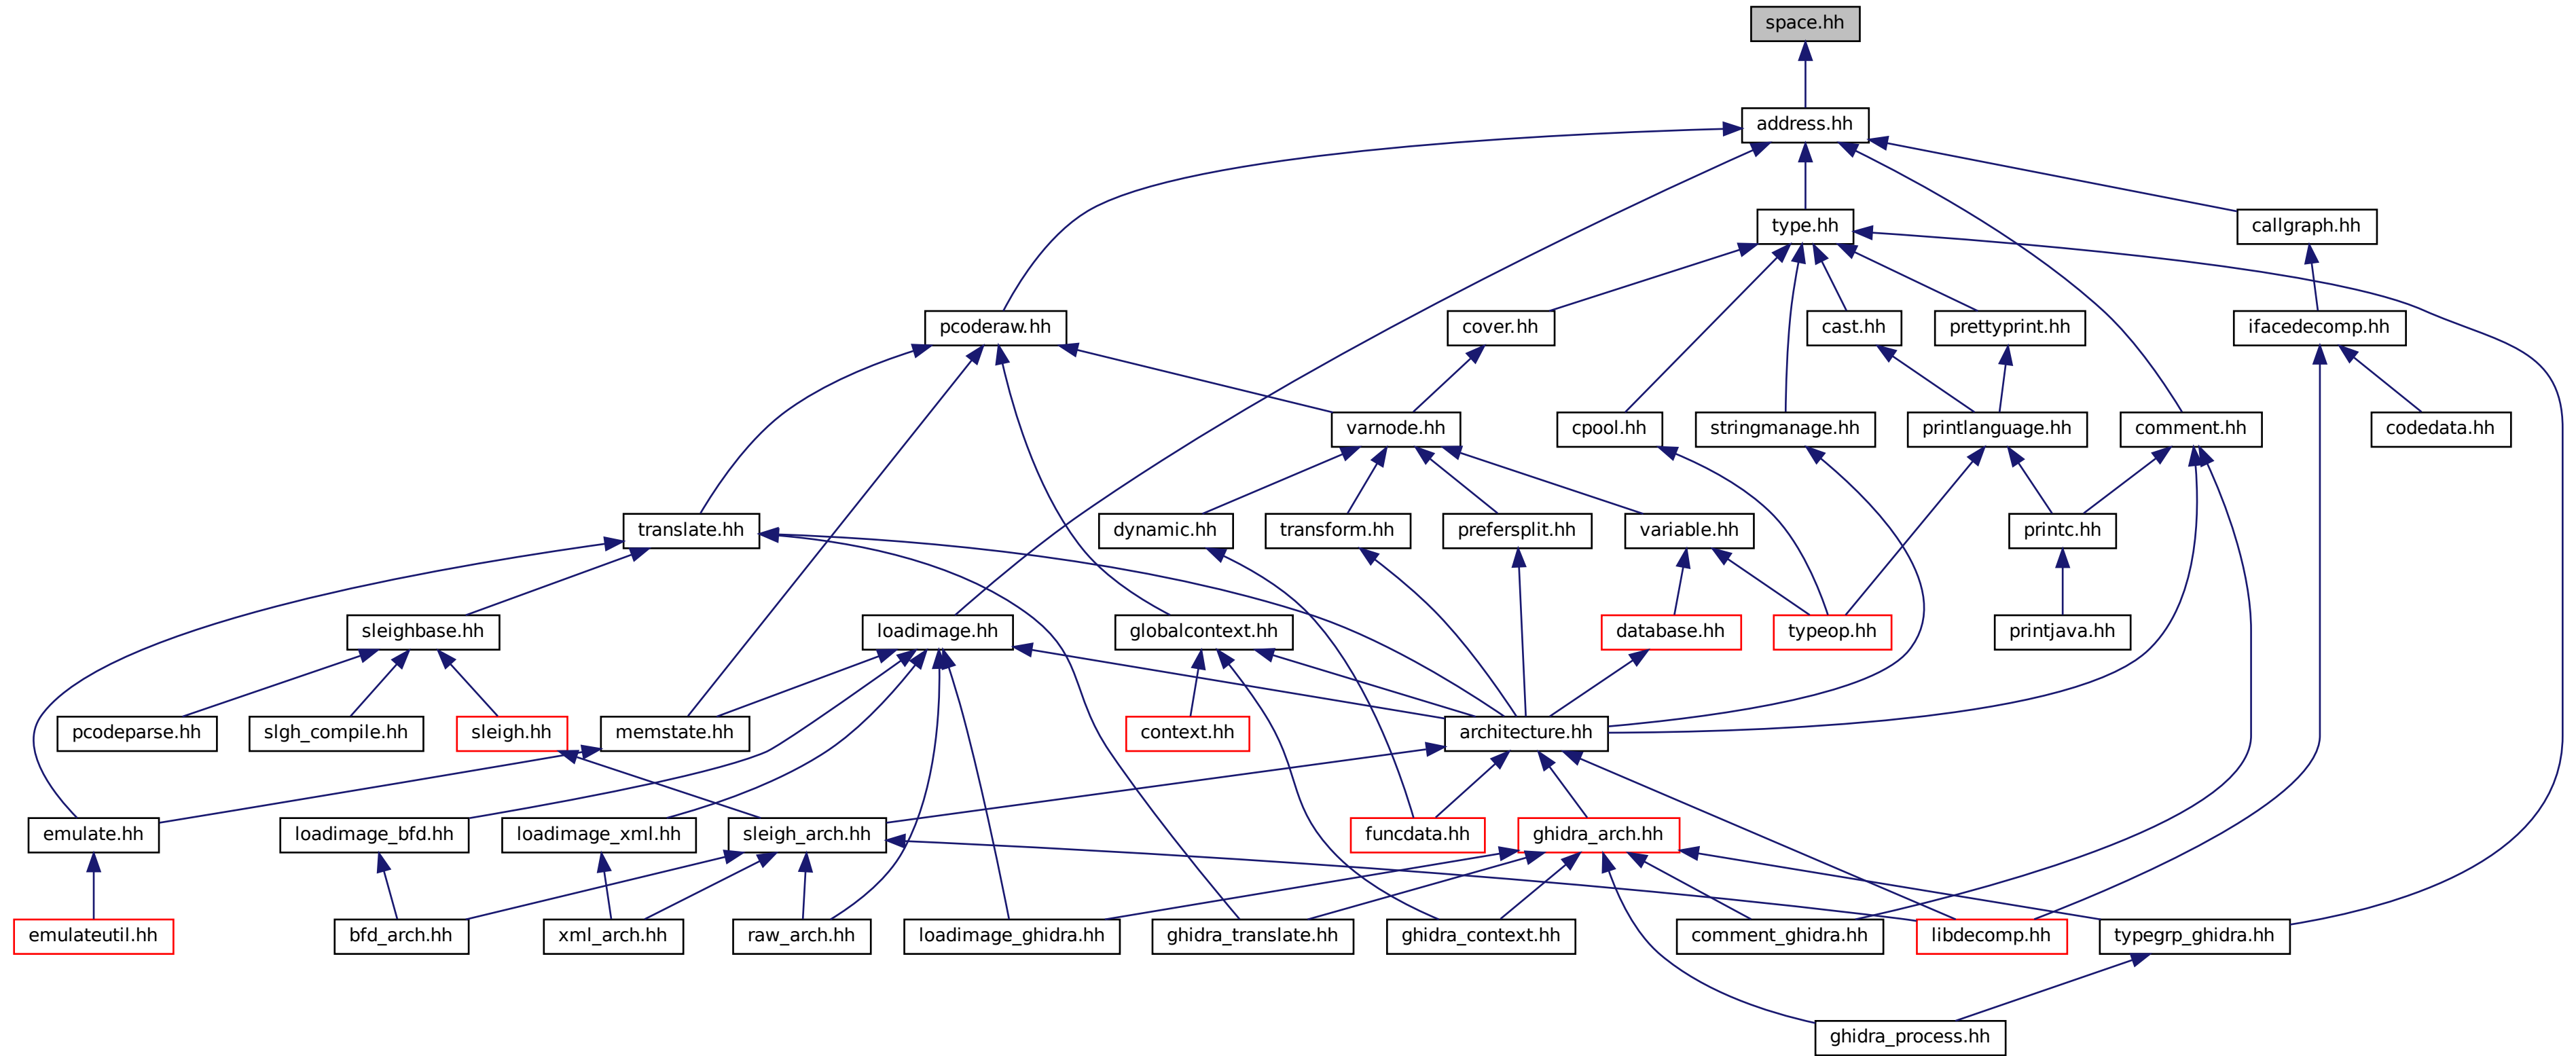 space.hh
address.hh
type.hh
callgraph.hh
pcoderaw.hh
cover.hh
cast.hh
prettyprint.hh
ifacedecomp.hh
varnode.hh
cpool.hh
stringmanage.hh
printlanguage.hh
comment.hh
codedata.hh
translate.hh
dynamic.hh
transform.hh
prefersplit.hh
variable.hh
printc.hh
sleighbase.hh
loadimage.hh
globalcontext.hh
database.hh
typeop.hh
printjava.hh
pcodeparse.hh
slgh_compile.hh
sleigh.hh
memstate.hh
context.hh
architecture.hh
emulate.hh
loadimage_bfd.hh
loadimage_xml.hh
sleigh_arch.hh
funcdata.hh
ghidra_arch.hh
emulateutil.hh
bfd_arch.hh
xml_arch.hh
raw_arch.hh
loadimage_ghidra.hh
ghidra_translate.hh
ghidra_context.hh
comment_ghidra.hh
libdecomp.hh
typegrp_ghidra.hh
ghidra_process.hh